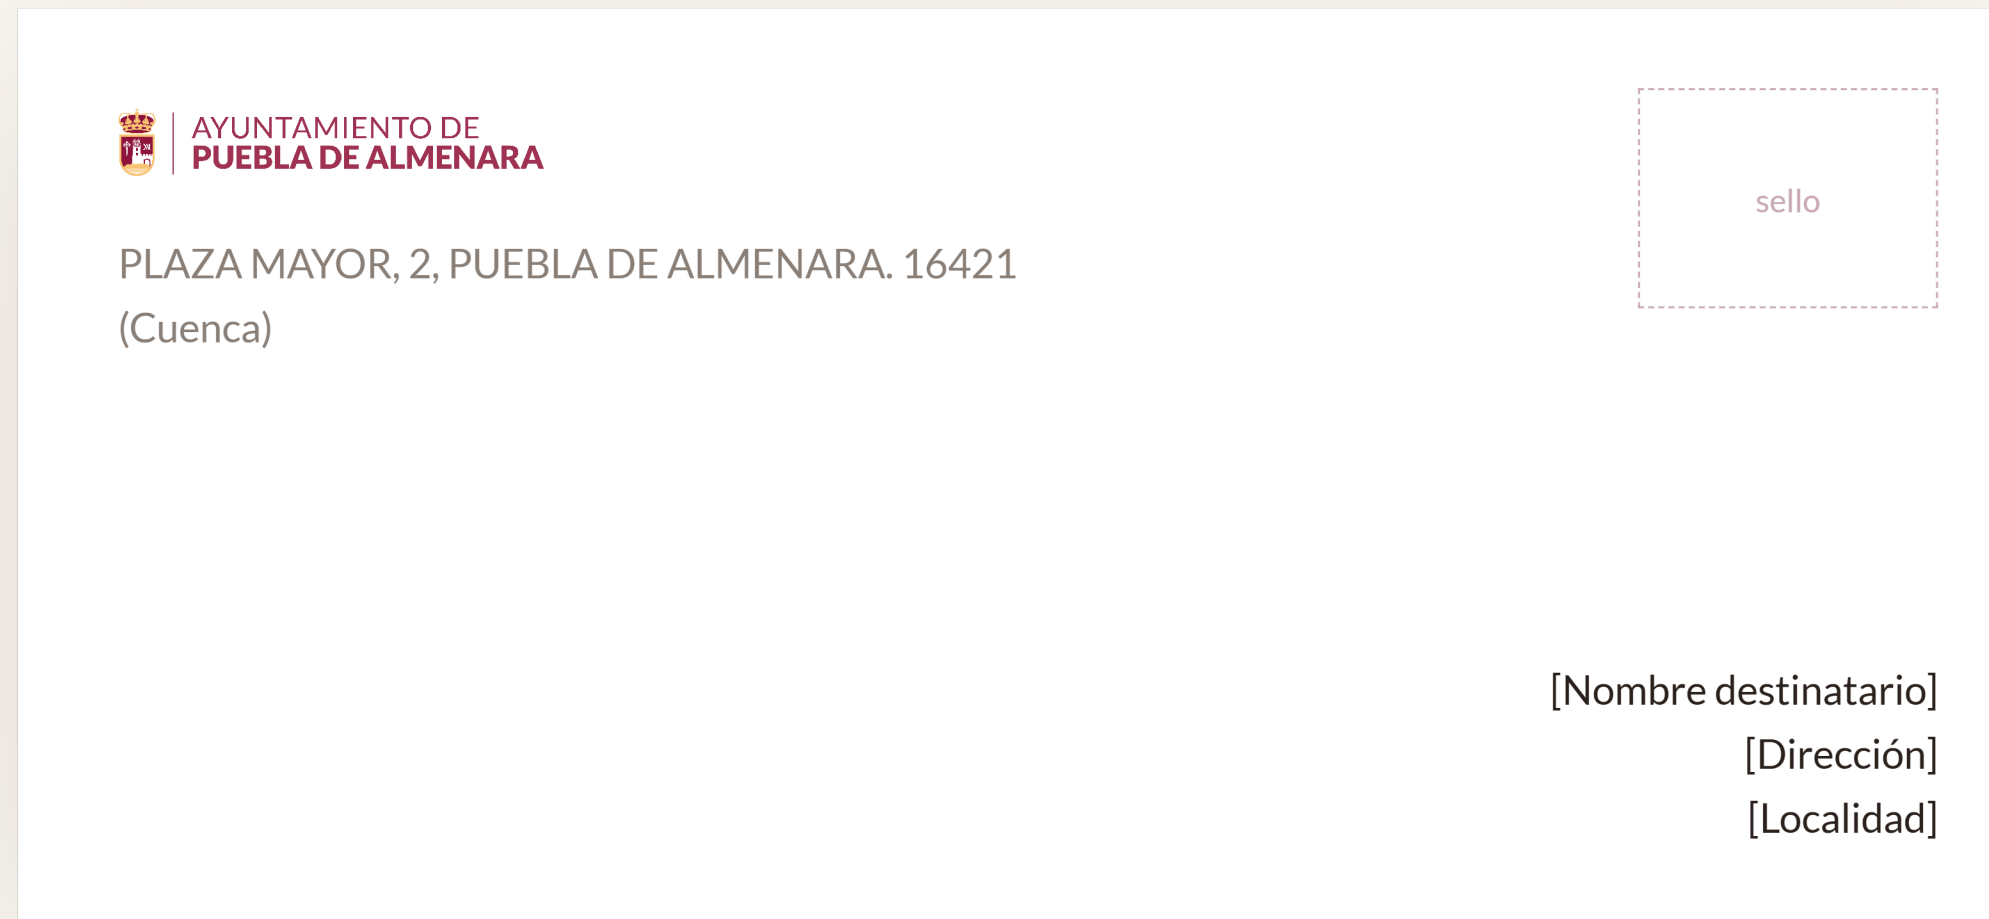 AYUNTAMIENTO DE
PUEBLA DE ALMENARA
sello
PLAZA MAYOR, 2, PUEBLA DE ALMENARA. 16421
(Cuenca)
[Nombre destinatario]
[Dirección]
[Localidad]